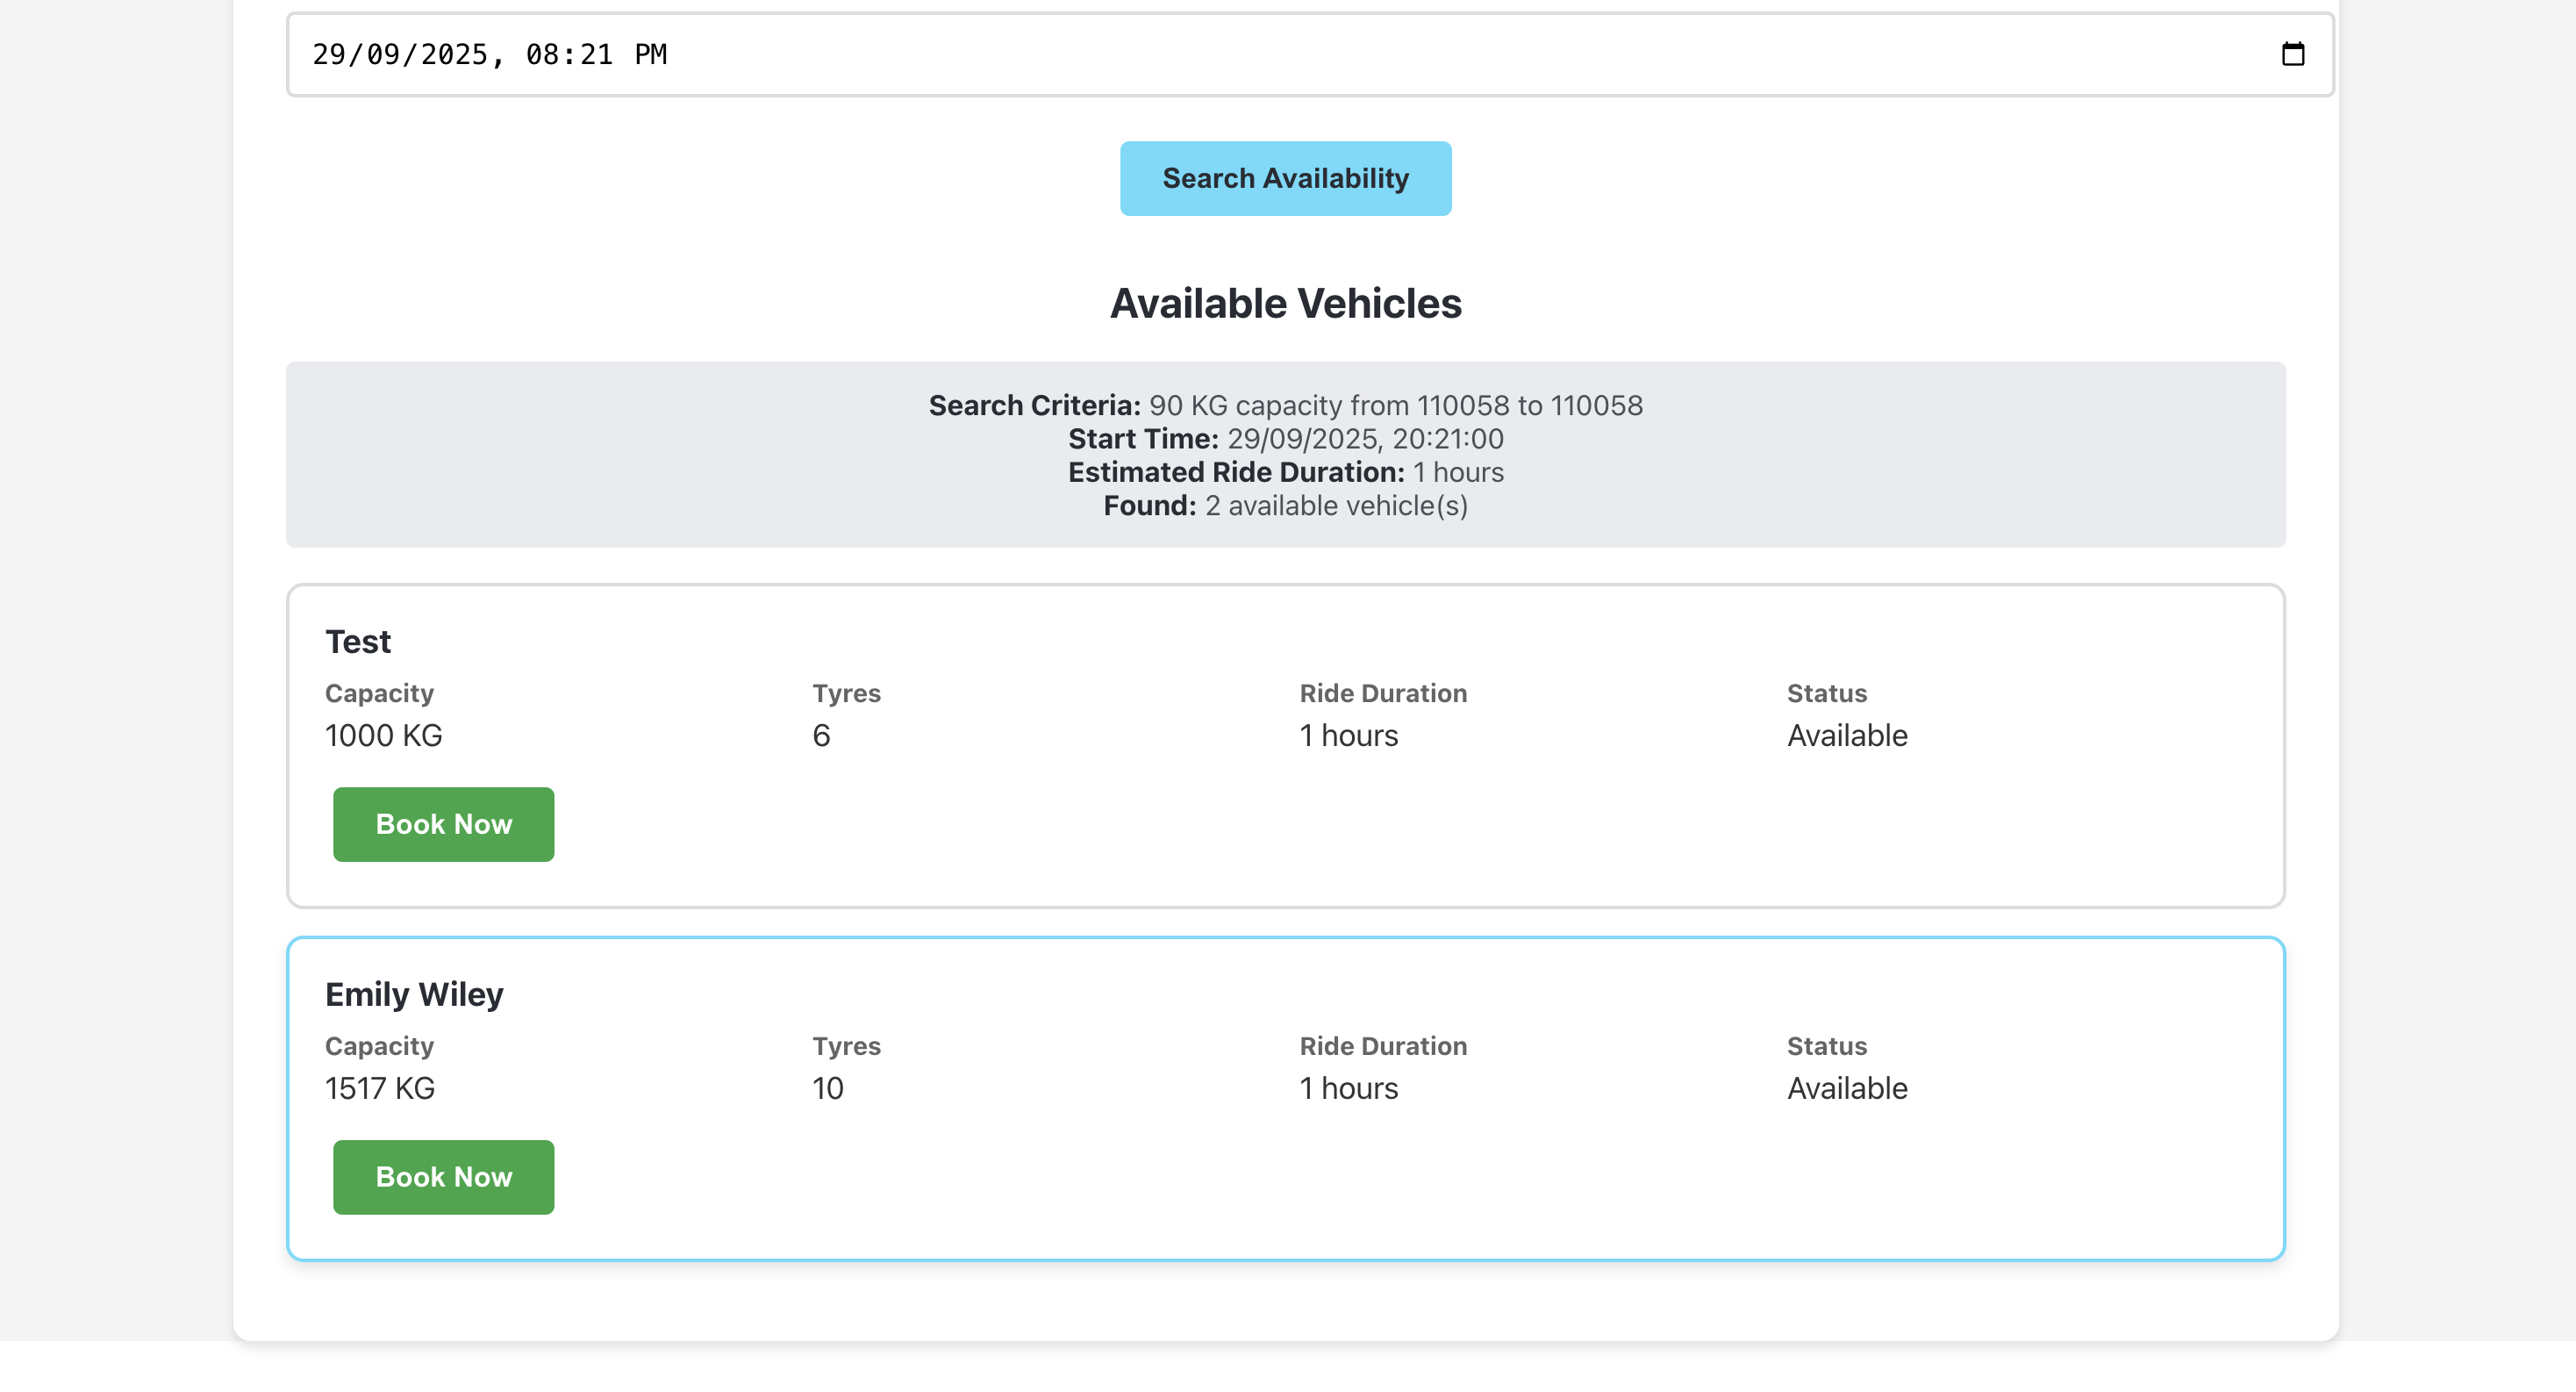 29/09/2025, 08:21 PM
Search Availability
Available Vehicles
Search Criteria: 90 KG capacity from 110058 to 110058
Start Time: 29/09/2025, 20:21:00
Estimated Ride Duration: 1 hours
Found: 2 available vehicle(s)
Test
Capacity Tyres Ride Duration Status
1000 KG 6 1 hours Available
Book Now
Emily Wiley
Capacity Tyres Ride Duration Status
1517 KG 10 1 hours Available
Book Now